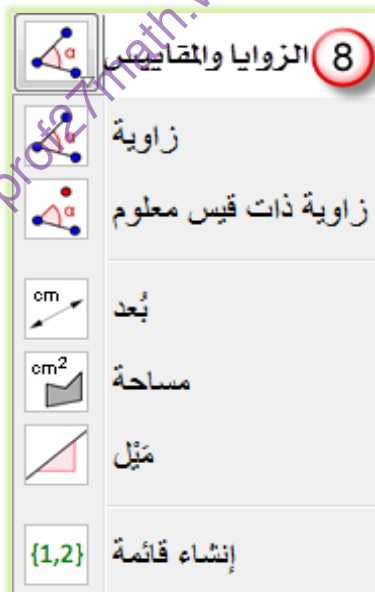 8 الزوايا والمقاييس
α
α زاوية
α زاوية ذات قيس معلوم
cm بُعد
cm² مساحة
مَيْل
{1,2} إنشاء قائمة